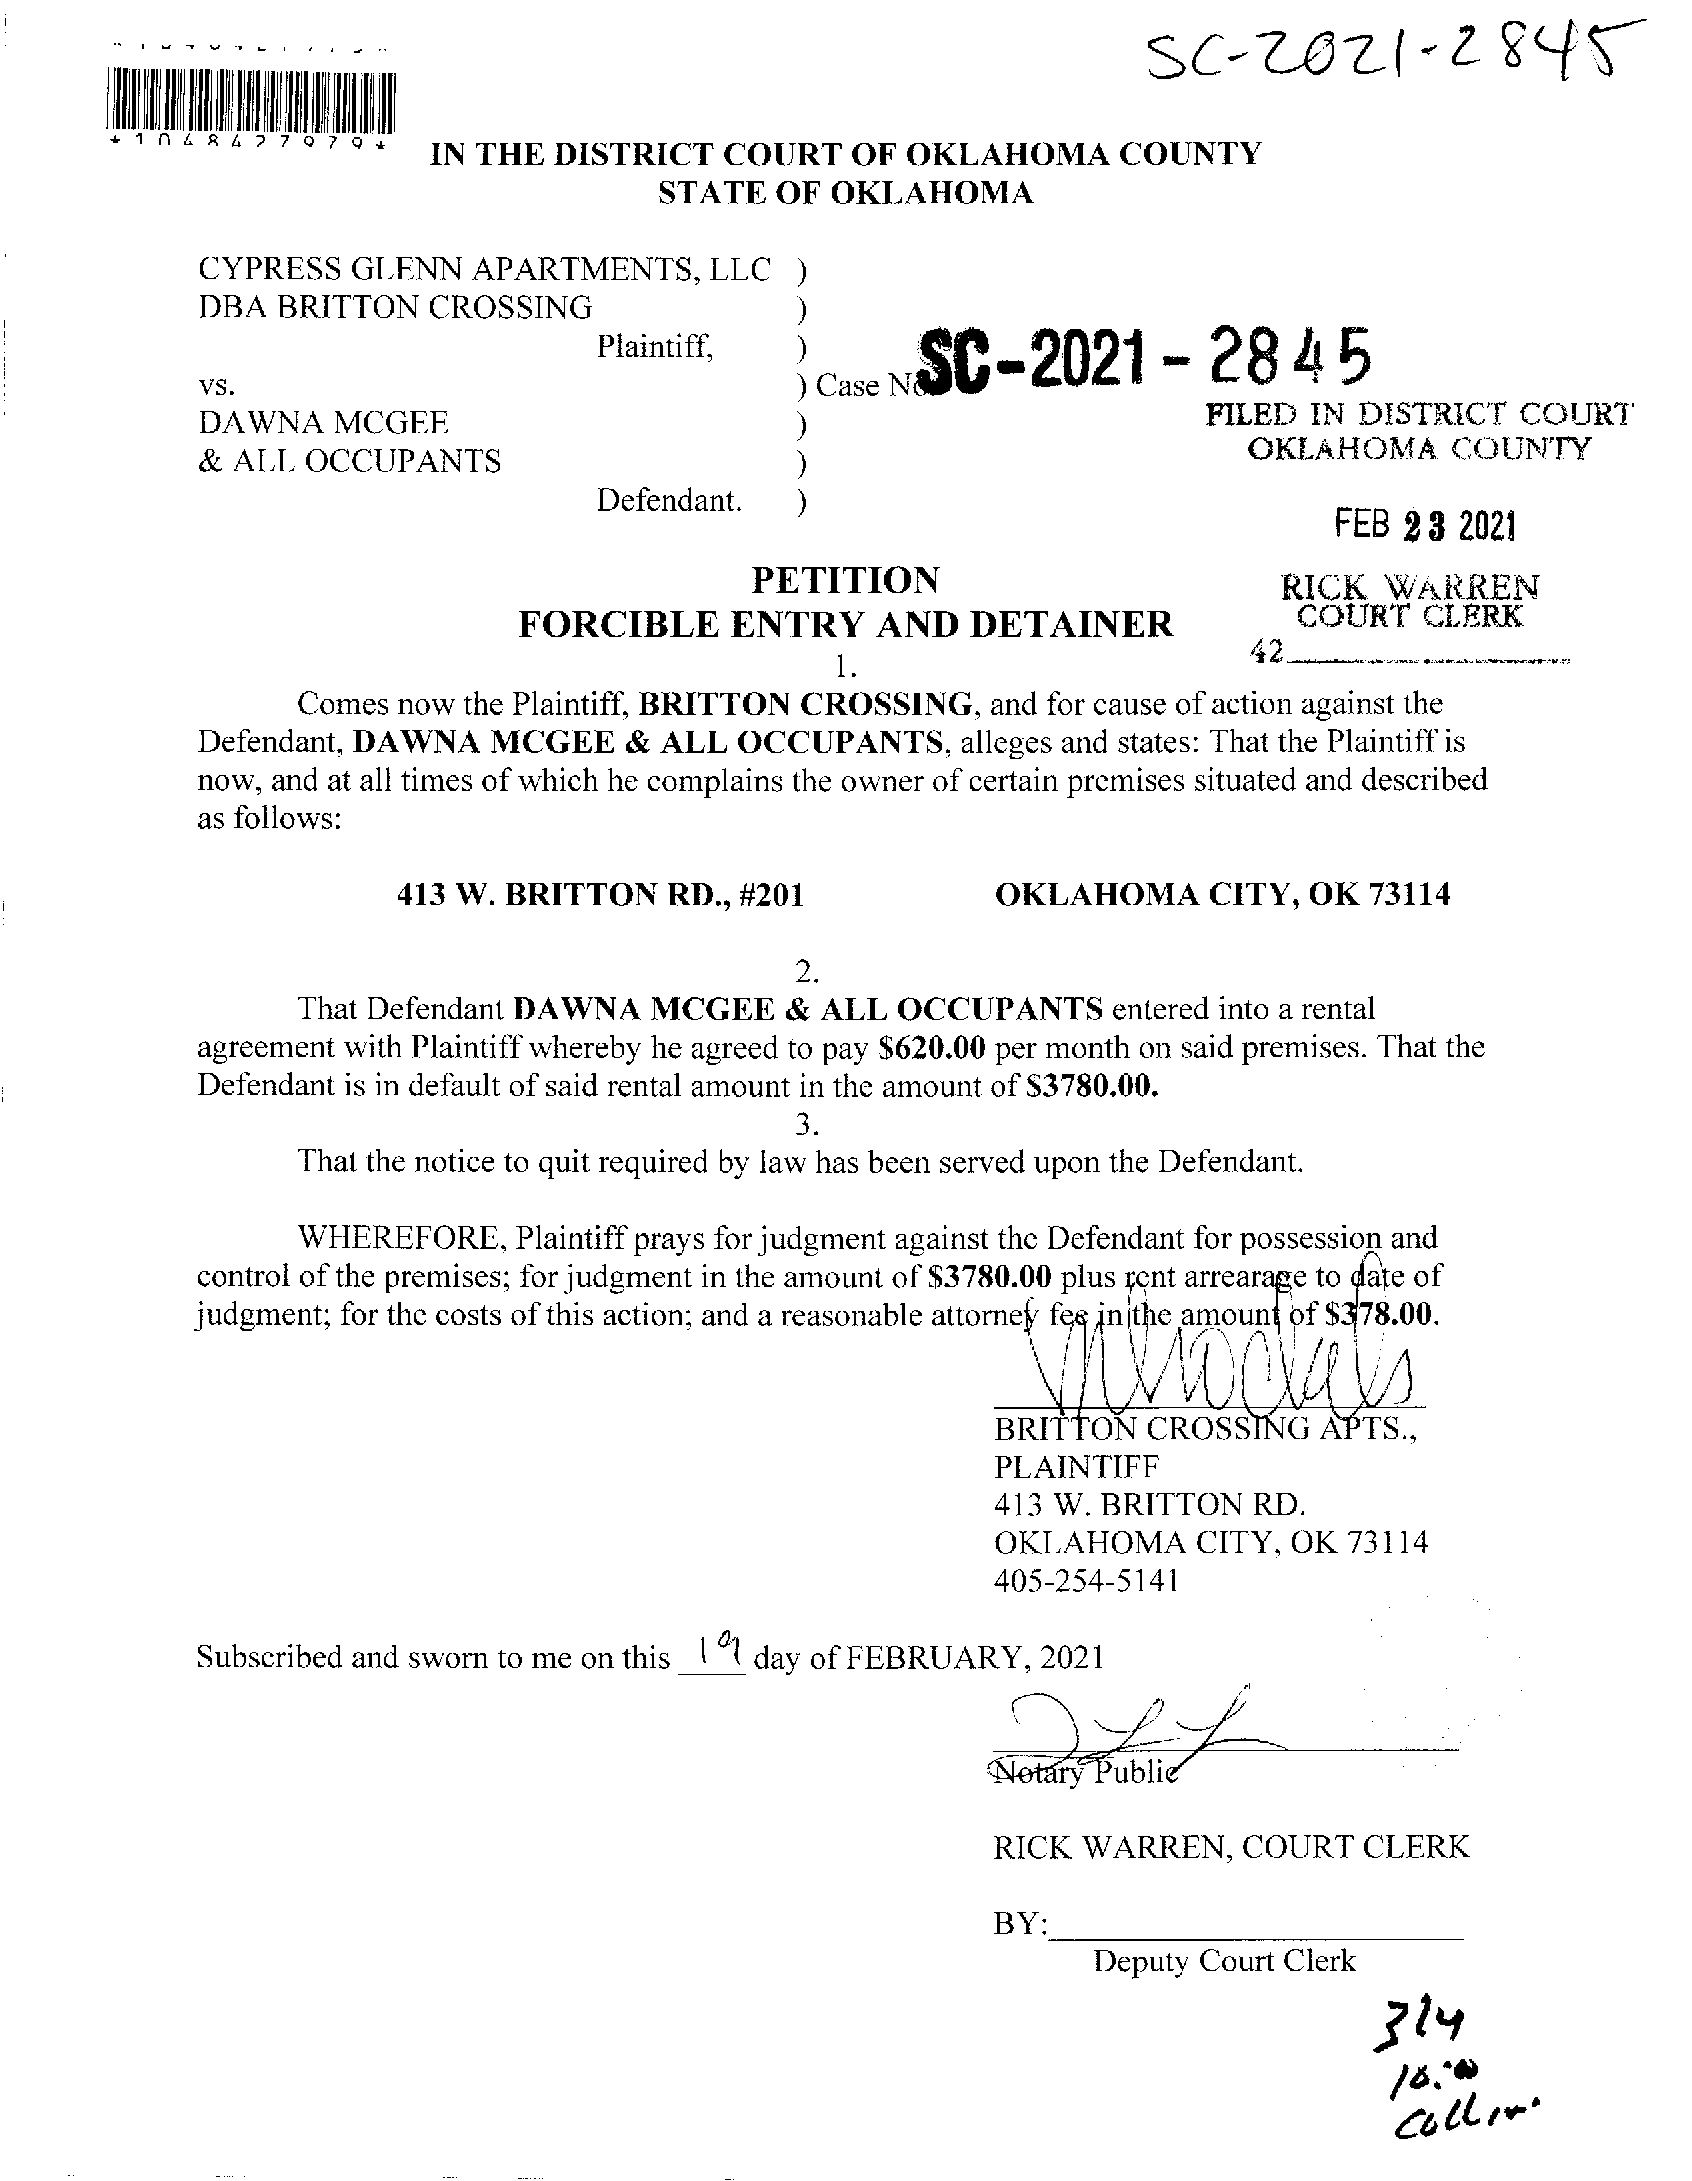 SC-2021-2845
*1048427979*
IN THE DISTRICT COURT OF OKLAHOMA COUNTY
STATE OF OKLAHOMA
CYPRESS GLENN APARTMENTS, LLC )
DBA BRITTON CROSSING )
Plaintiff, )
vs. ) Case No SC-2021-2845
DAWNA MCGEE )
& ALL OCCUPANTS )
Defendant. )
FILED IN DISTRICT COURT
OKLAHOMA COUNTY
FEB 23 2021
RICK WARREN
COURT CLERK
42
PETITION
FORCIBLE ENTRY AND DETAINER
1.
Comes now the Plaintiff, BRITTON CROSSING, and for cause of action against the
Defendant, DAWNA MCGEE & ALL OCCUPANTS, alleges and states: That the Plaintiff is
now, and at all times of which he complains the owner of certain premises situated and described
as follows:
413 W. BRITTON RD., #201 OKLAHOMA CITY, OK 73114
2.
That Defendant DAWNA MCGEE & ALL OCCUPANTS entered into a rental
agreement with Plaintiff whereby he agreed to pay $620.00 per month on said premises. That the
Defendant is in default of said rental amount in the amount of $3780.00.
3.
That the notice to quit required by law has been served upon the Defendant.
WHEREFORE, Plaintiff prays for judgment against the Defendant for possession and
control of the premises; for judgment in the amount of $3780.00 plus rent arrearage to date of
judgment; for the costs of this action; and a reasonable attorney fee in the amount of $378.00.
BRITTON CROSSING APTS.,
PLAINTIFF
413 W. BRITTON RD.
OKLAHOMA CITY, OK 73114
405-254-5141
Subscribed and sworn to me on this 19 day of FEBRUARY, 2021
Notary Public
RICK WARREN, COURT CLERK
BY:
Deputy Court Clerk